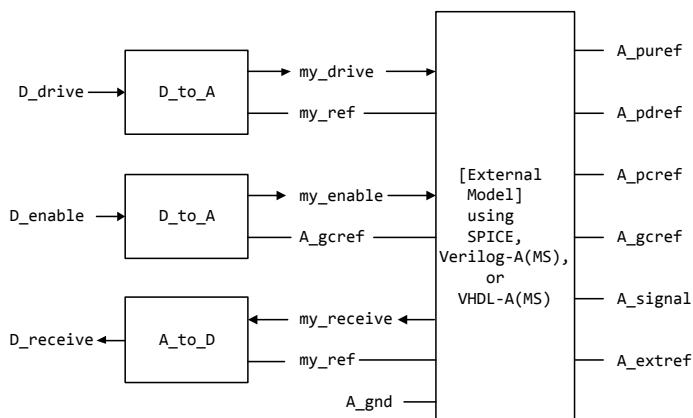 D_drive
D_to_A
my_drive
my_ref
D_enable
D_to_A
my_enable
A_gcref
D_receive
A_to_D
my_receive
my_ref
A_gnd
[External
Model]
using
SPICE,
Verilog-A(MS),
or
VHDL-A(MS)
A_puref
A_pdref
A_pcref
A_gcref
A_signal
A_extref